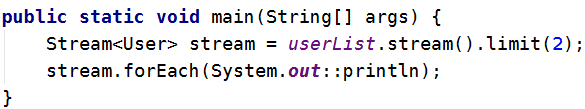 public static void main(String[] args) {
    Stream<User> stream = userList.stream().limit(2);
    stream.forEach(System.out::println);
}